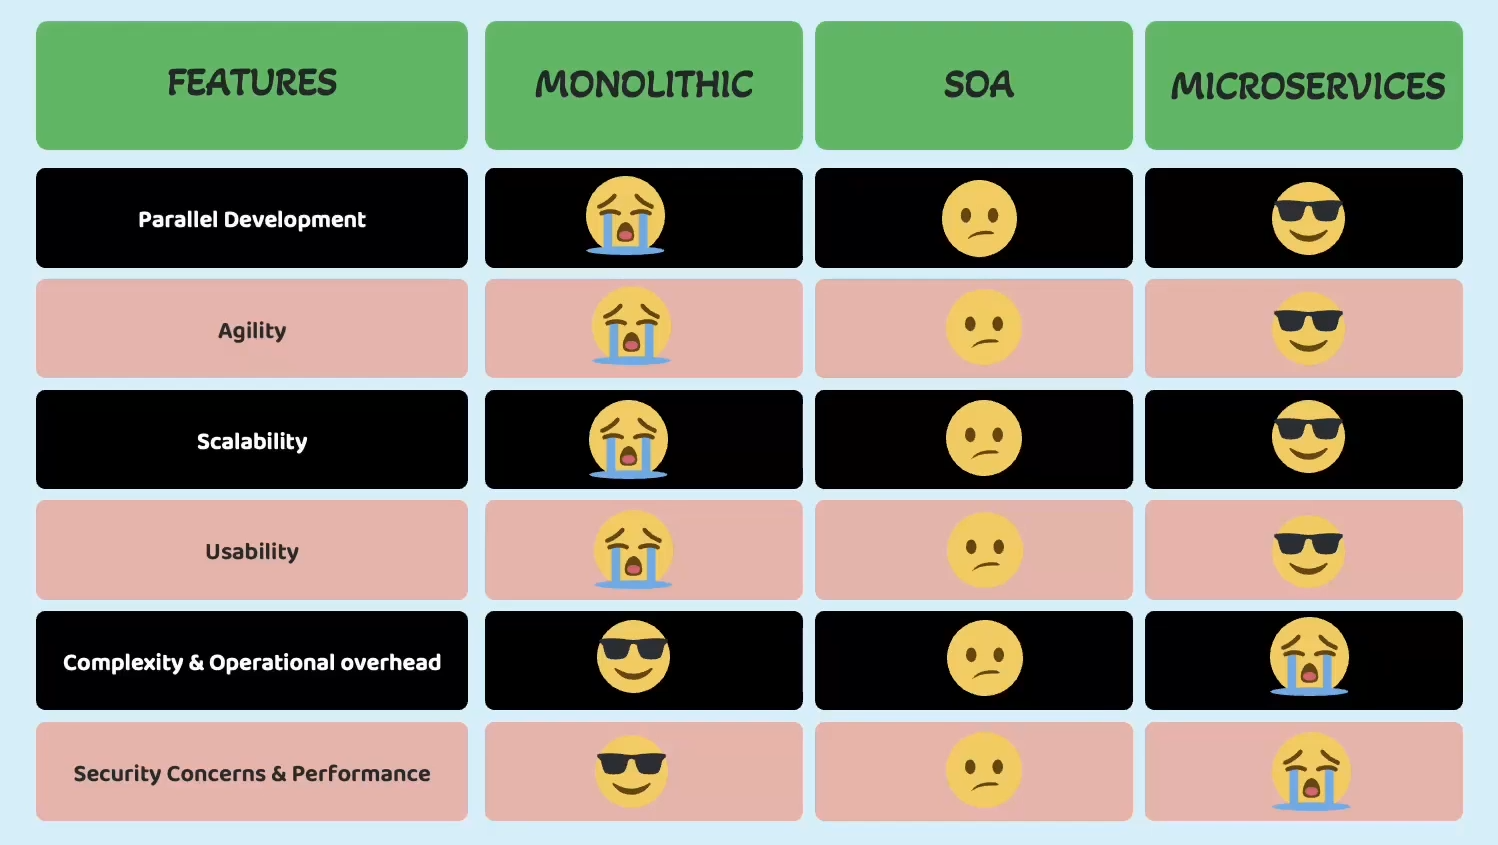 FEATURES
MONOLITHIC
SOA
MICROSERVICES
Parallel Development
Agility
Scalability
Usability
Complexity & Operational overhead
Security Concerns & Performance